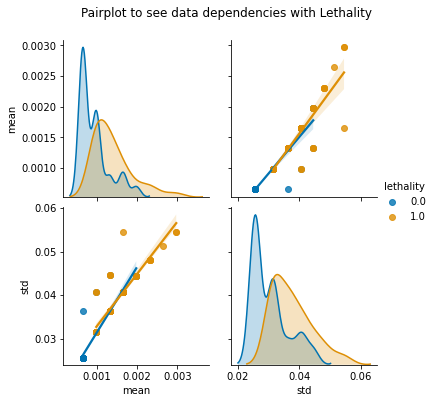 Pairplot to see data dependencies with Lethality
0.0030
0.0025
0.0020
0.0015
0.0010
mean
lethality
0.0
1.0
0.06
0.05
0.04
0.03
std
0.001 0.002 0.003
mean
0.02 0.04 0.06
std